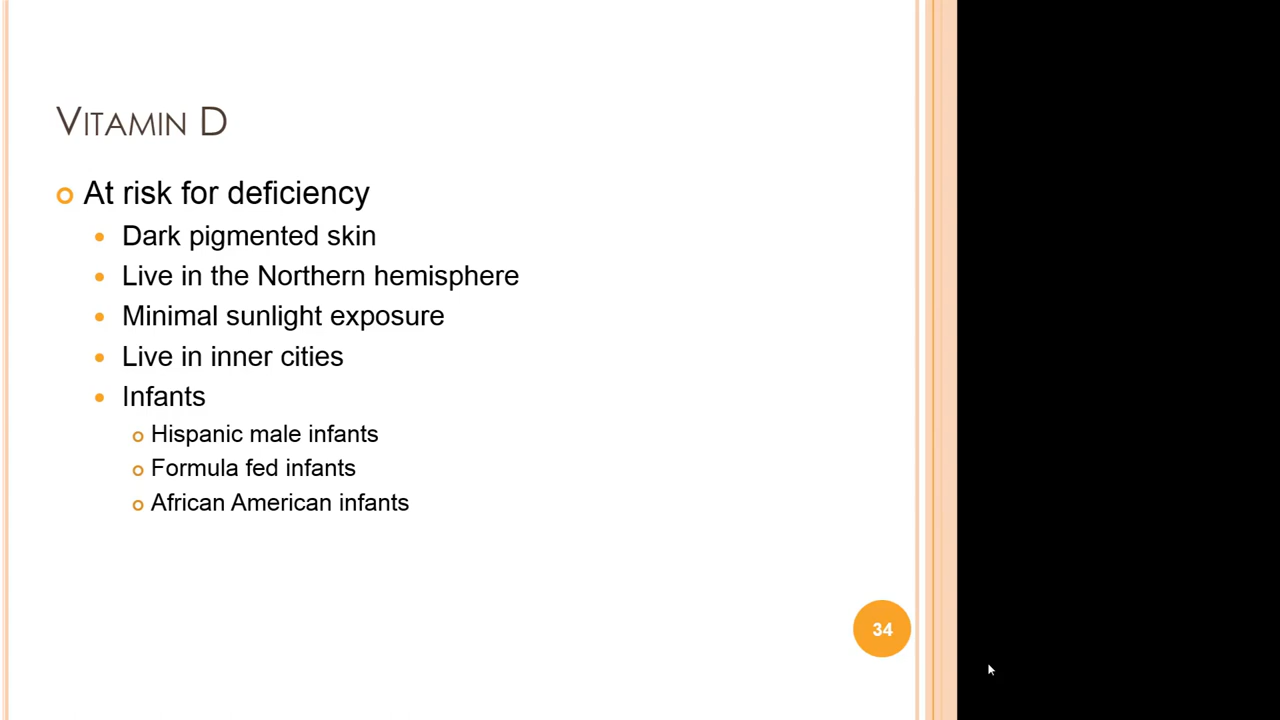 Vitamin D
At risk for deficiency
Dark pigmented skin
Live in the Northern hemisphere
Minimal sunlight exposure
Live in inner cities
Infants
Hispanic male infants
Formula fed infants
African American infants
34